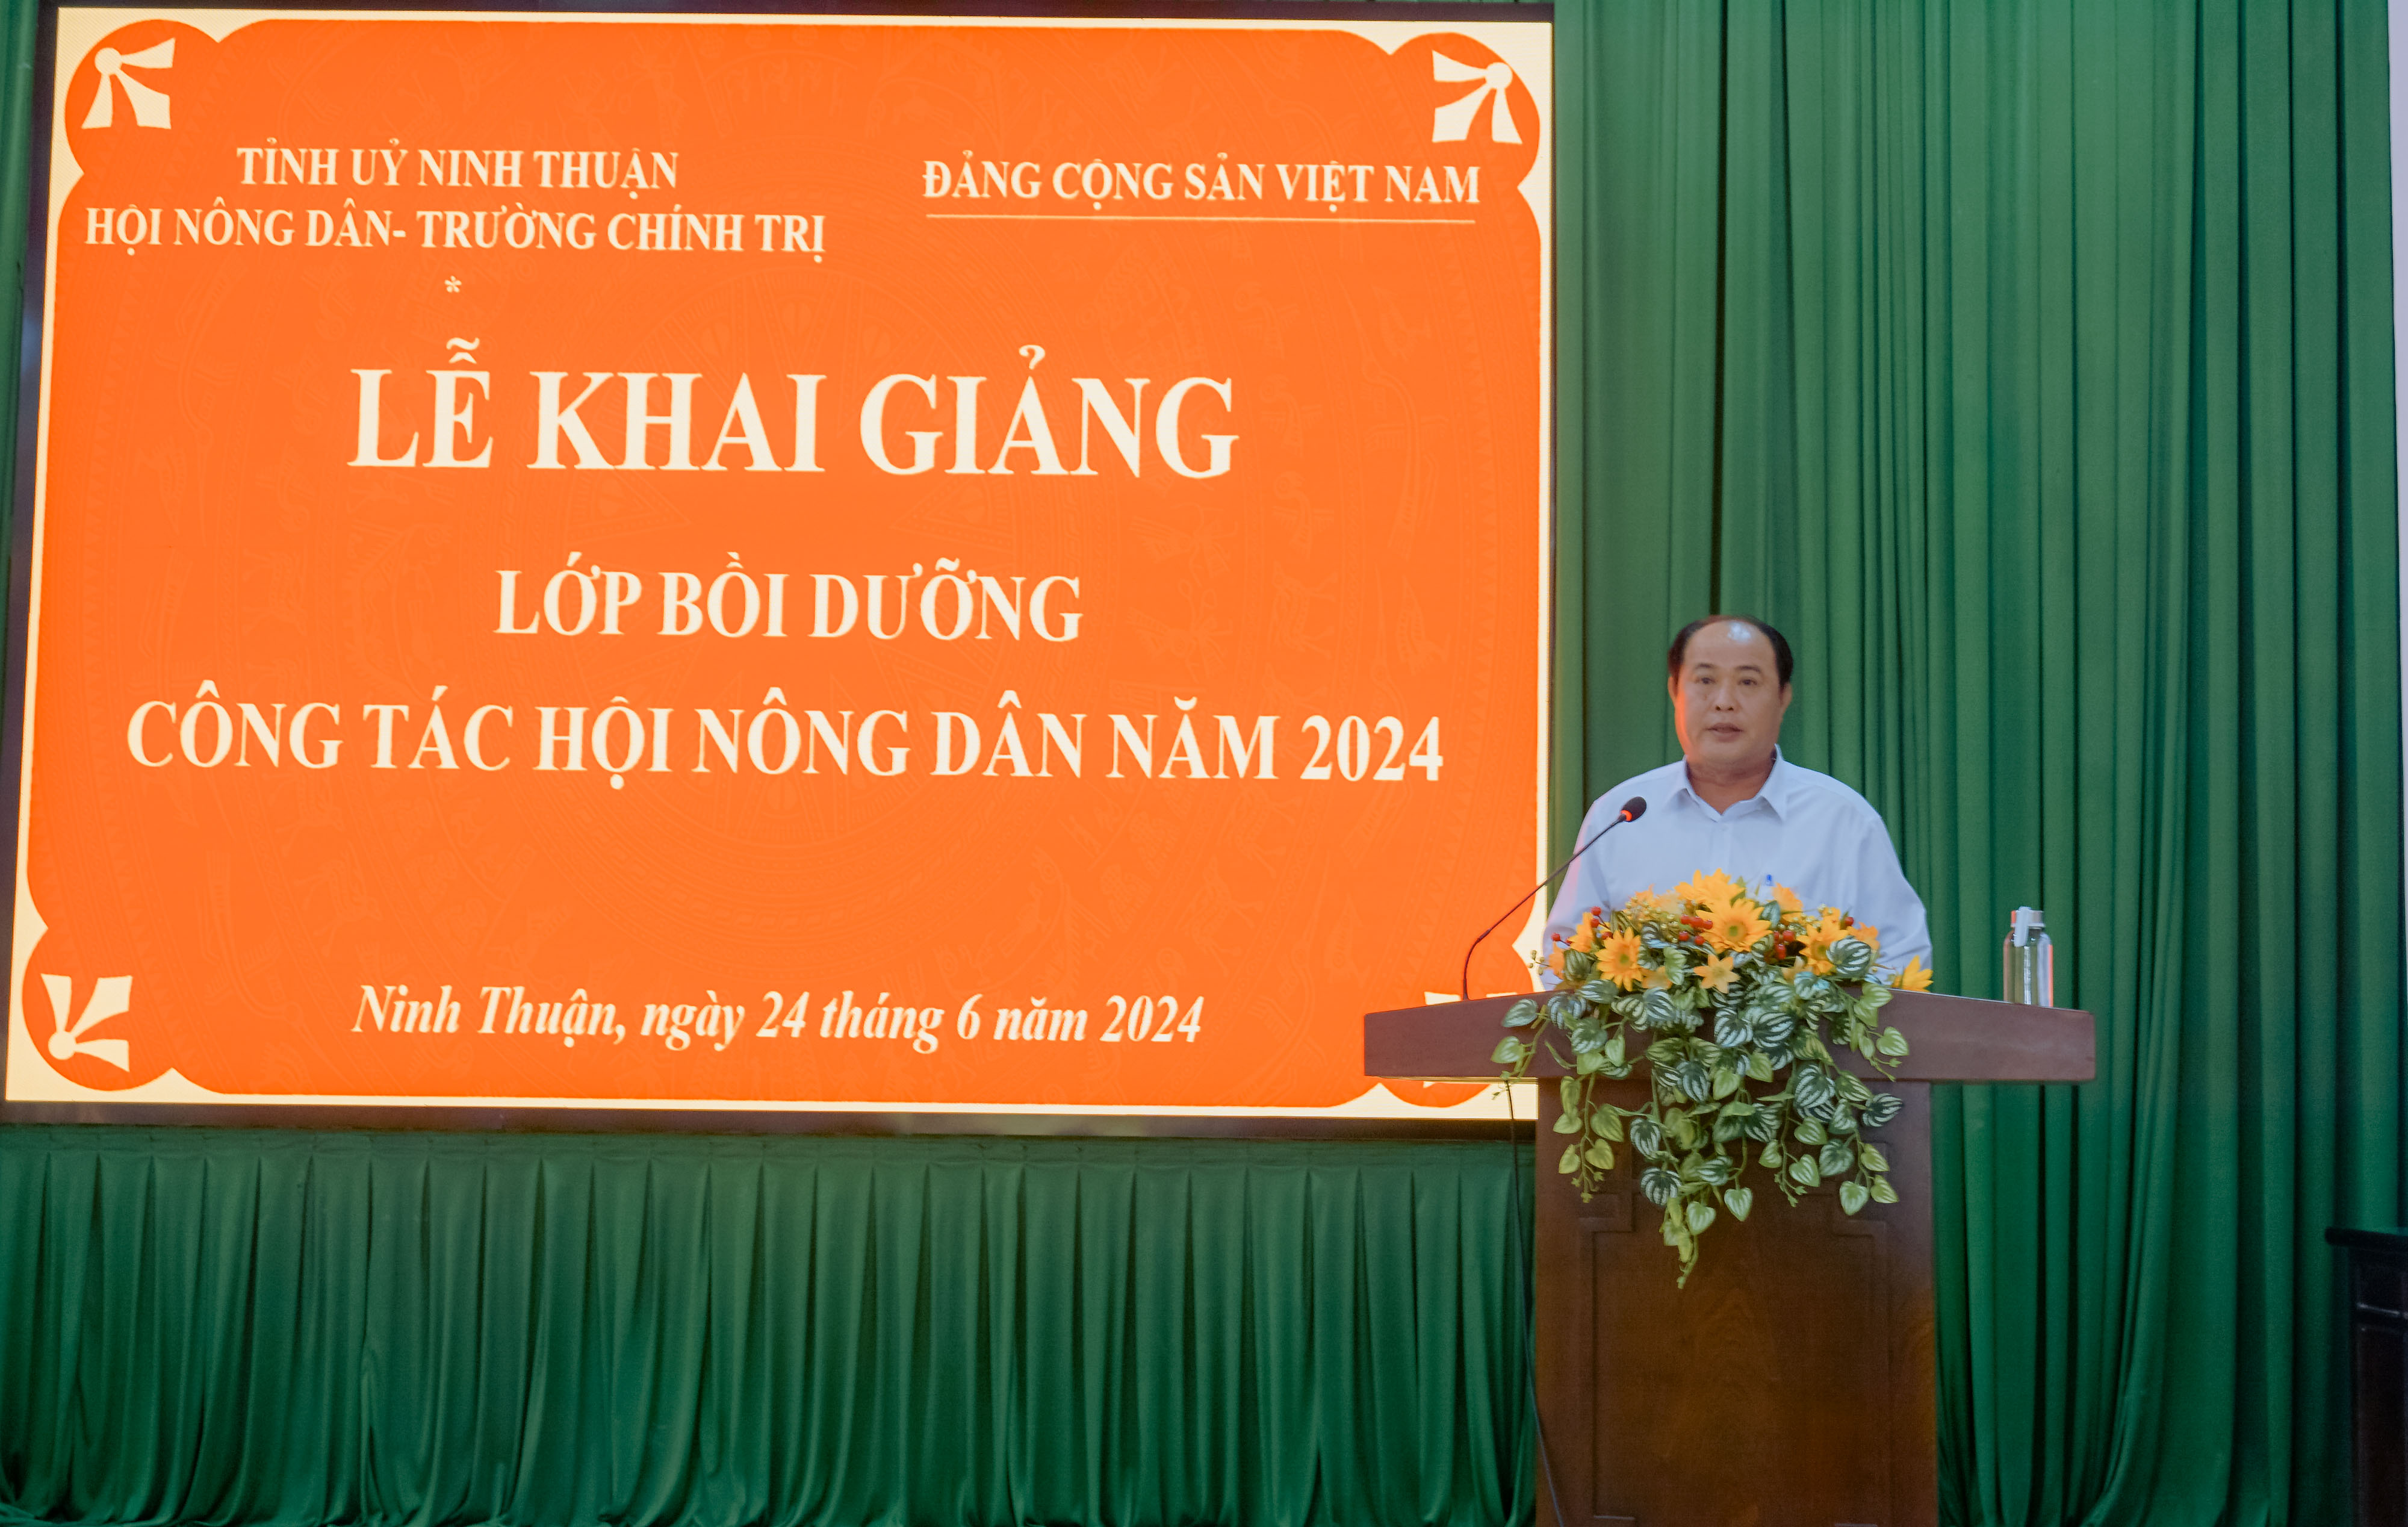 TỈNH UỶ NINH THUẬN
HỘI NÔNG DÂN- TRƯỜNG CHÍNH TRỊ
*
ĐẢNG CỘNG SẢN VIỆT NAM
LỄ KHAI GIẢNG
LỚP BỒI DƯỠNG
CÔNG TÁC HỘI NÔNG DÂN NĂM 2024
Ninh Thuận, ngày 24 tháng 6 năm 2024